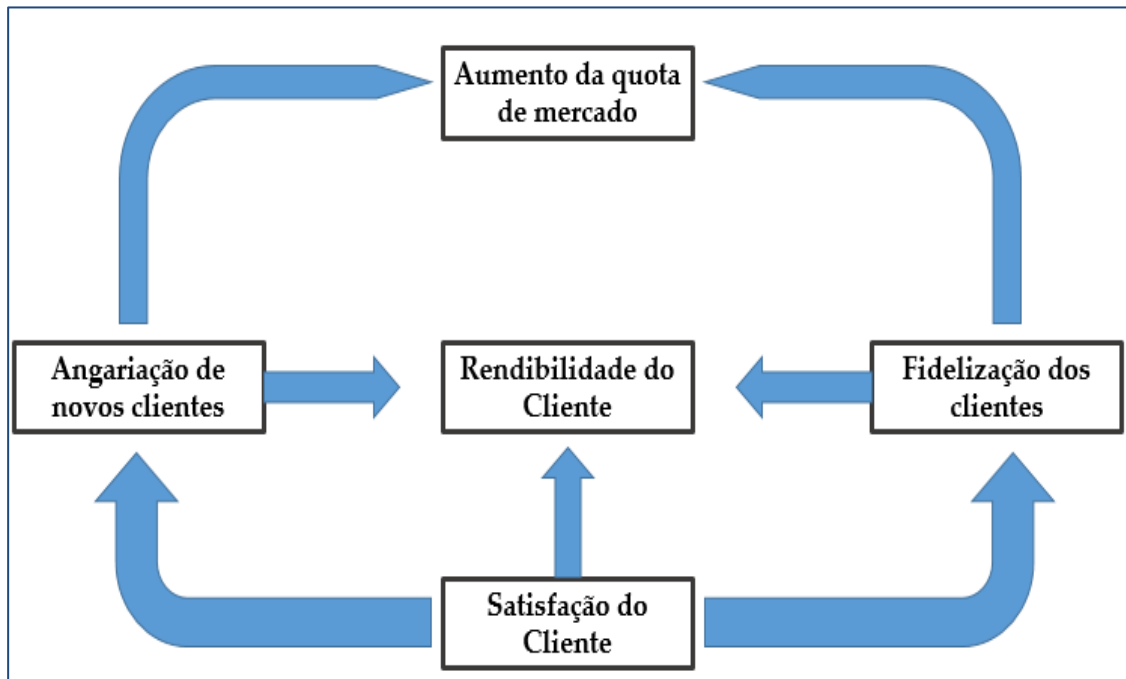 Aumento da quota
de mercado
Angariação de
novos clientes
Rendibilidade do
Cliente
Fidelização dos
clientes
Satisfação do
Cliente